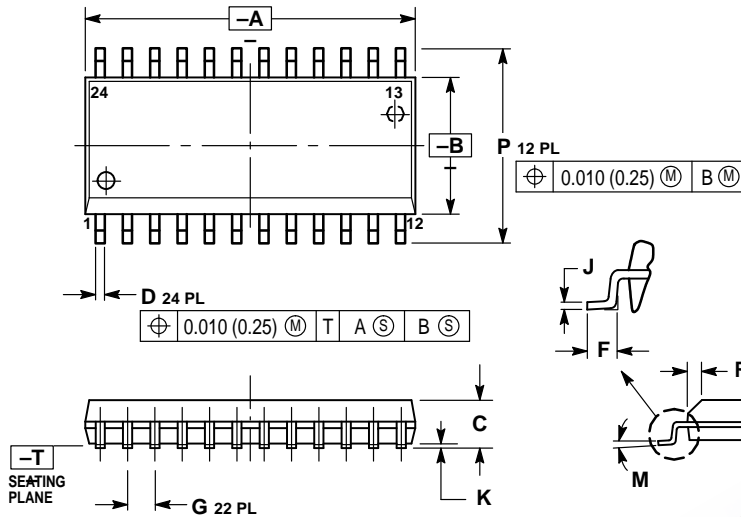 –A
–
24
13
–B
–
P 12 PL
⌖ 0.010 (0.25) Ⓜ B Ⓜ
1
12
D 24 PL
⌖ 0.010 (0.25) Ⓜ T A Ⓢ B Ⓢ
J
F
C
–T
SEATING
PLANE
G 22 PL
K
M